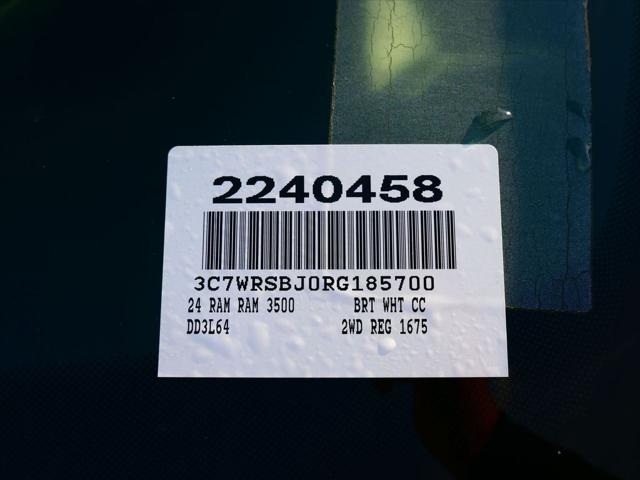 2240458
3C7WRSBJ0RG185700
24 RAM RAM 3500 BRT WHT CC
DD3L64 2WD REG 1675